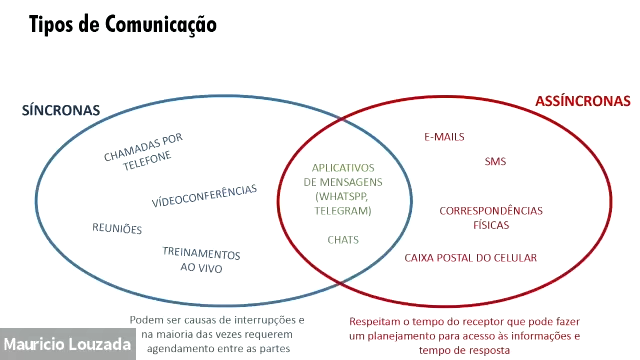 Tipos de Comunicação
SÍNCRONAS
CHAMADAS POR
TELEFONE
VÍDEOCONFERÊNCIAS
REUNIÕES
TREINAMENTOS
AO VIVO
APLICATIVOS
DE MENSAGENS
(WHATSPP,
TELEGRAM)
CHATS
ASSÍNCRONAS
E-MAILS
SMS
CORRESPONDÊNCIAS
FÍSICAS
CAIXA POSTAL DO CELULAR
Podem ser causas de interrupções e
na maioria das vezes requerem
agendamento entre as partes
Respeitam o tempo do receptor que pode fazer
um planejamento para acesso às informações e
tempo de resposta
Mauricio Louzada